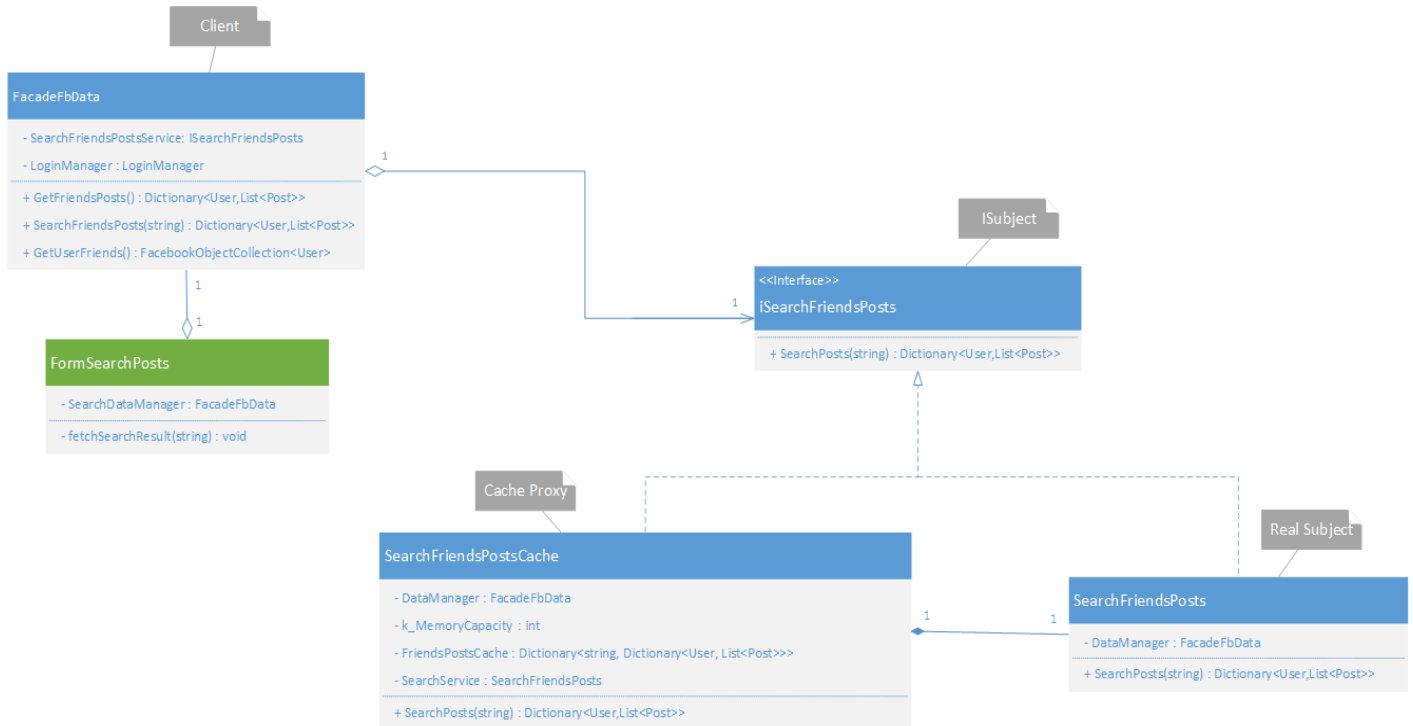 Client
FacadeFbData
- SearchFriendsPostsService: ISearchFriendsPosts
- LoginManager : LoginManager
+ GetFriendsPosts() : Dictionary<User,List<Post>>
+ SearchFriendsPosts(string) : Dictionary<User,List<Post>>
+ GetUserFriends() : FacebookObjectCollection<User>
1
1
1
1
FormSearchPosts
- SearchDataManager : FacadeFbData
- fetchSearchResult(string) : void
ISubject
<<Interface>>
iSearchFriendsPosts
+ SearchPosts(string) : Dictionary<User,List<Post>>
Cache Proxy
SearchFriendsPostsCache
- DataManager : FacadeFbData
- k_MemoryCapacity : int
- FriendsPostsCache : Dictionary<string, Dictionary<User, List<Post>>>
- SearchService : SearchFriendsPosts
+ SearchPosts(string) : Dictionary<User,List<Post>>
1
1
Real Subject
SearchFriendsPosts
- DataManager : FacadeFbData
+ SearchPosts(string) : Dictionary<User,List<Post>>